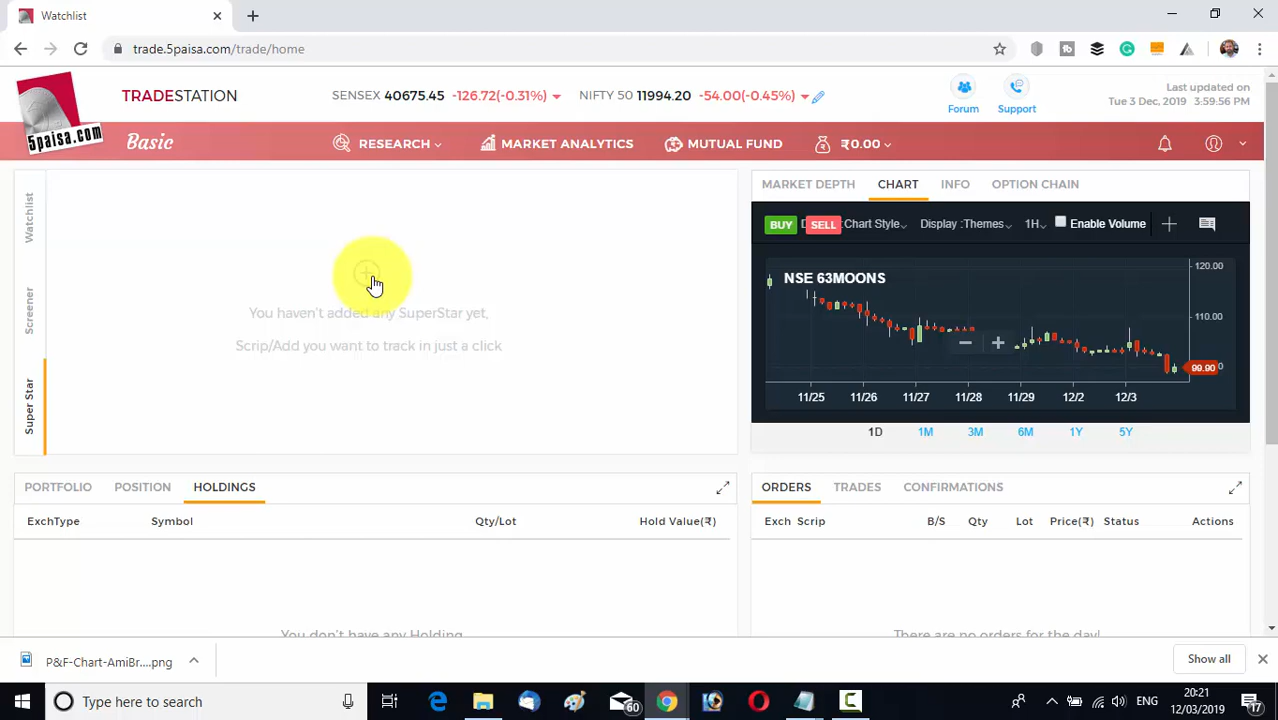 Watchlist
trade.5paisa.com/trade/home
5paisa.com
TRADESTATION
SENSEX 40675.45 -126.72(-0.31%)
NIFTY 50 11994.20 -54.00(-0.45%)
Forum
Support
Last updated on
Tue 3 Dec, 2019 3:59:56 PM
Basic
RESEARCH
MARKET ANALYTICS
MUTUAL FUND
₹0.00
Watchlist
Screener
Super Star
You haven't added any SuperStar yet,
Scrip/Add you want to track in just a click
MARKET DEPTH
CHART
INFO
OPTION CHAIN
BUY
SELL
:Chart Style
Display :Themes
1H
Enable Volume
NSE 63MOONS
120.00
110.00
99.90
11/25 11/26 11/27 11/28 11/29 12/2 12/3
1D 1M 3M 6M 1Y 5Y
PORTFOLIO POSITION HOLDINGS
ExchType Symbol Qty/Lot Hold Value(₹)
You don't have any Holding
ORDERS TRADES CONFIRMATIONS
Exch Scrip B/S Qty Lot Price(₹) Status Actions
There are no orders for the day!
P&F-Chart-AmiBr....png
Show all
Type here to search
60
ENG
20:21
12/03/2019
17